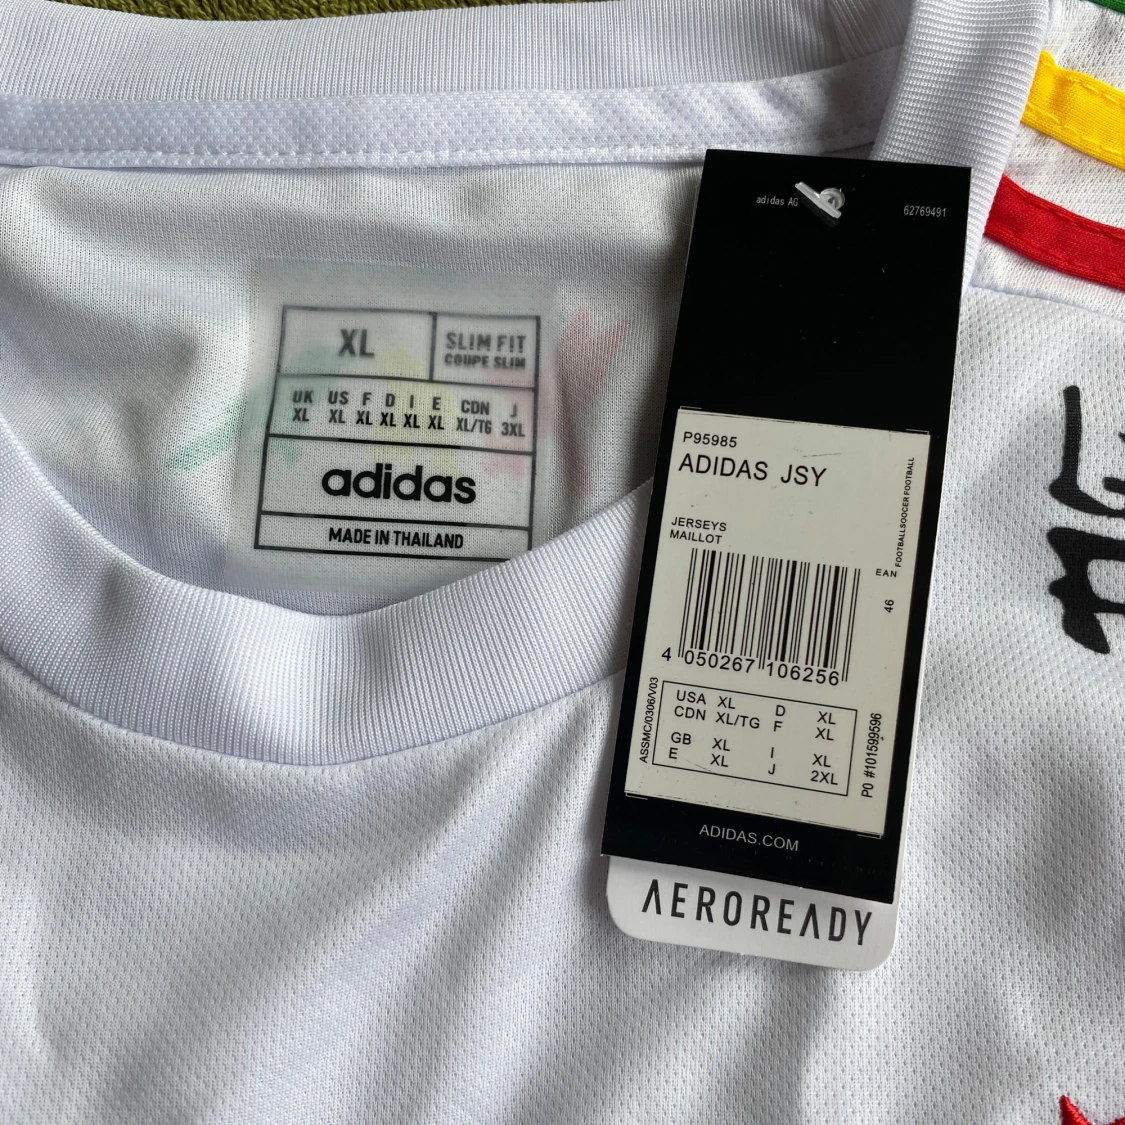 XL
SLIM FIT
COUPE SLIM
UK US F D I E CDN J
XL XL XL XL XL XL XL/TG 3XL
adidas
MADE IN THAILAND
adidas AG
62769491
P95985
ADIDAS JSY
JERSEYS
MAILLOT
FOOTBALLSOCCER FOOTBALL
EAN
46
4 050267 106256
USA XL D XL
CDN XL/TG F XL
GB XL I XL
E XL J 2XL
ASSMC/0306/V03
PO #101599596
ADIDAS.COM
AEROREADY